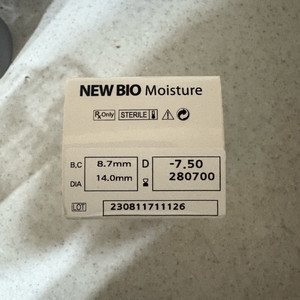 NEW BIO Moisture
Rx Only STERILE
B.C 8.7mm D -7.50
DIA 14.0mm 280700
LOT 230811711126